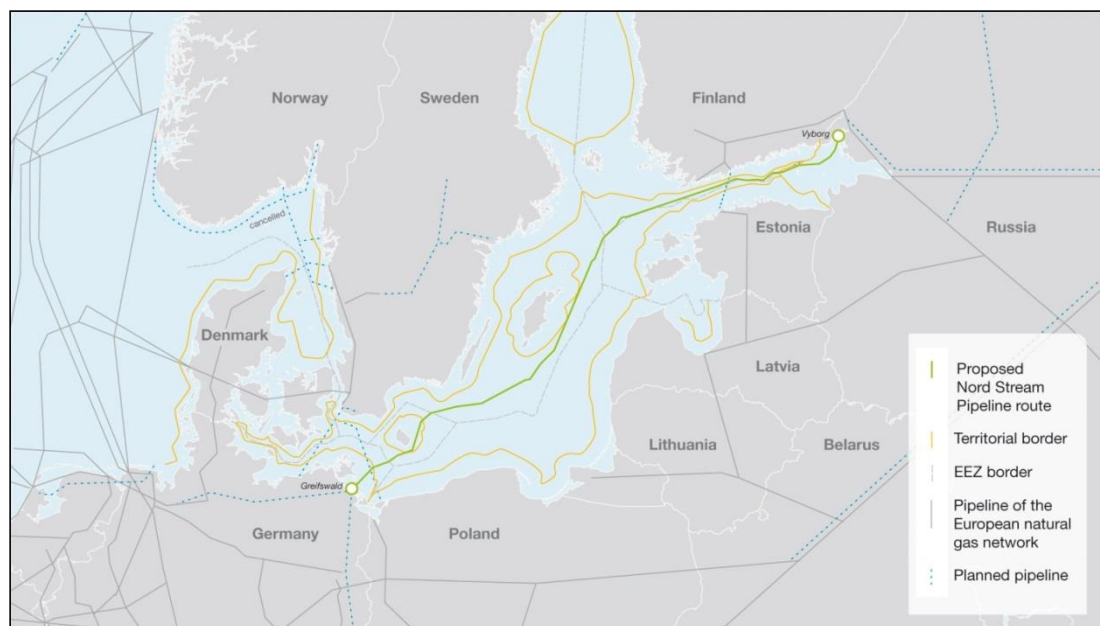 Norway
Sweden
Finland
Vyborg
cancelled
Estonia
Russia
Denmark
Latvia
Lithuania
Belarus
Greifswald
Germany
Poland
Proposed
Nord Stream
Pipeline route
Territorial border
EEZ border
Pipeline of the
European natural
gas network
Planned pipeline